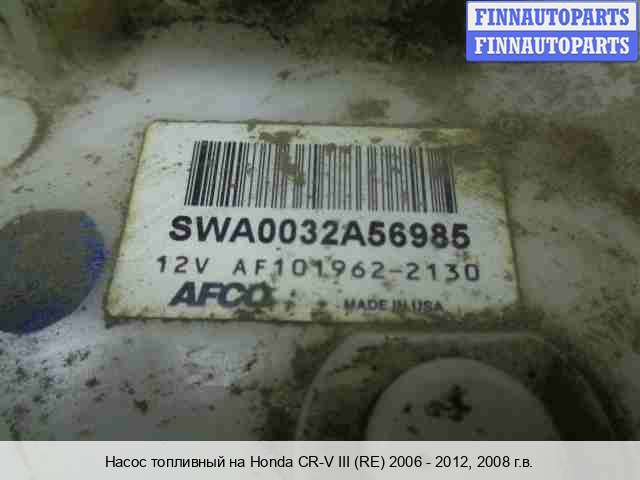 FINNAUTOPARTS
FINNAUTOPARTS
SWA0032A56985
12V AF101962-2130
AFCO
MADE IN USA
Насос топливный на Honda CR-V III (RE) 2006 - 2012, 2008 г.в.